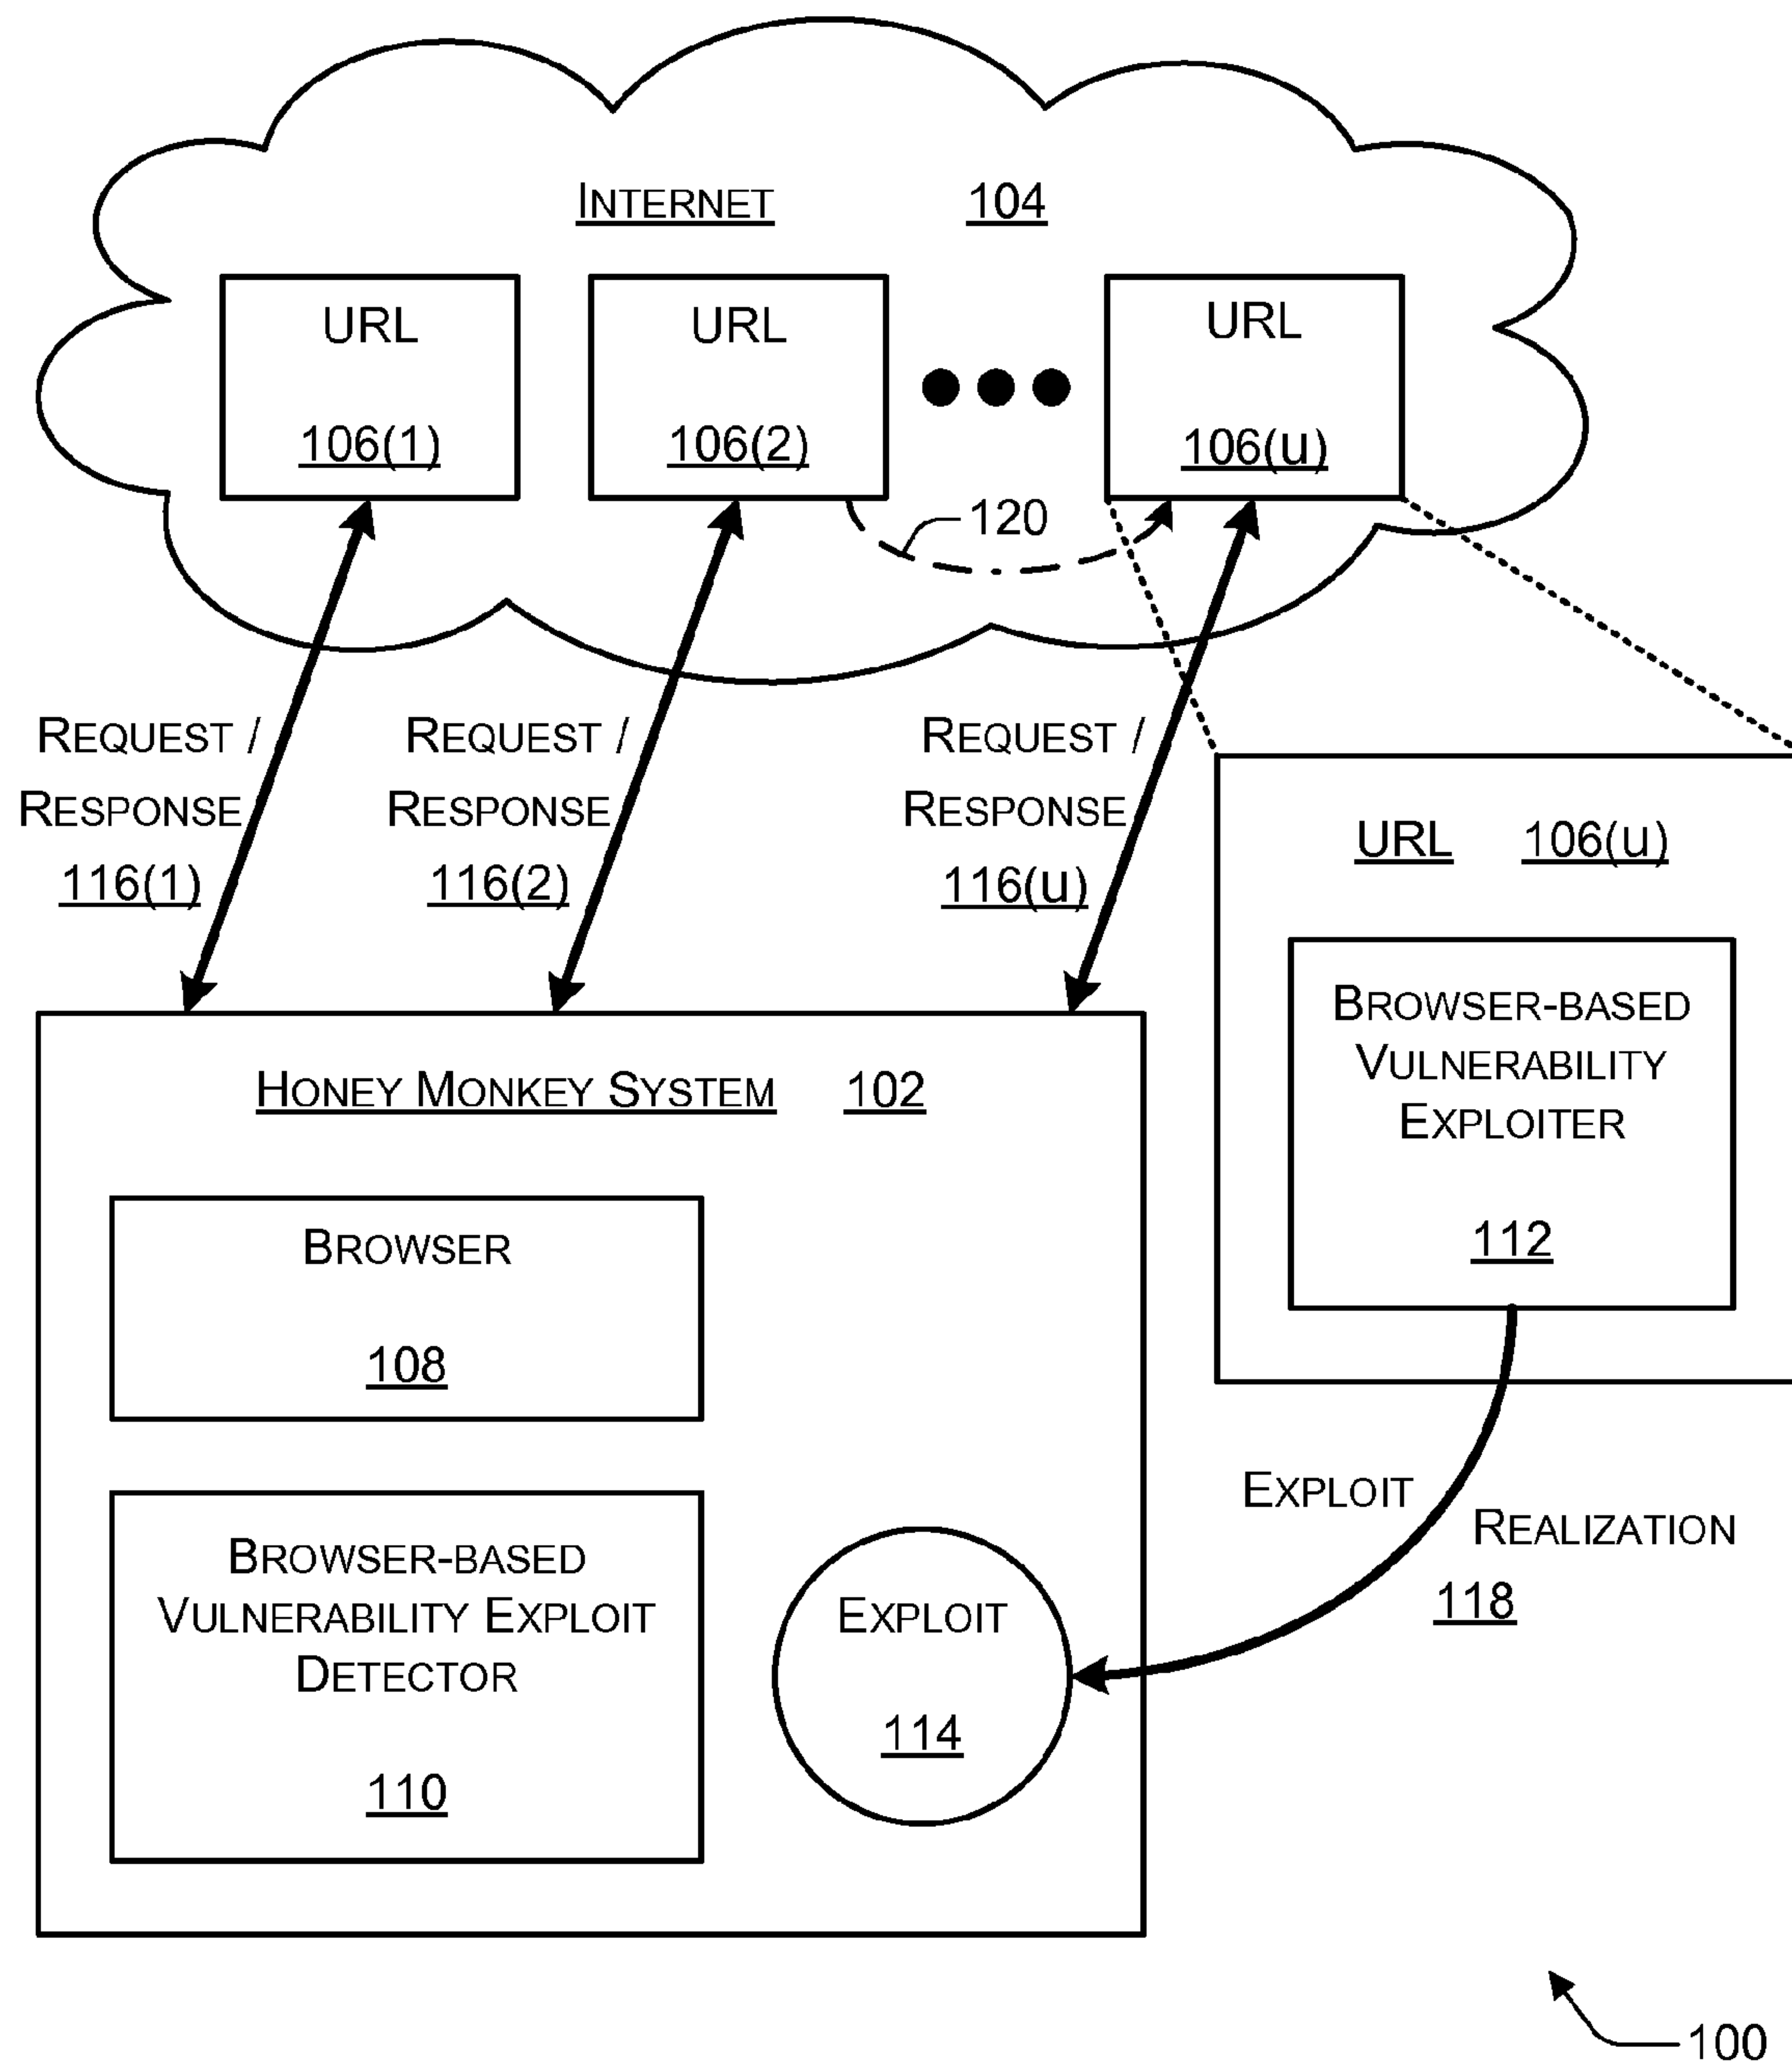 INTERNET 104
URL
106(1)
URL
106(2)
URL
106(u)
120
REQUEST /
RESPONSE
116(1)
REQUEST /
RESPONSE
116(2)
REQUEST /
RESPONSE
116(u)
URL 106(u)
BROWSER-BASED
VULNERABILITY
EXPLOITER
112
HONEY MONKEY SYSTEM 102
BROWSER
108
BROWSER-BASED
VULNERABILITY EXPLOIT
DETECTOR
110
EXPLOIT
114
EXPLOIT
REALIZATION
118
100